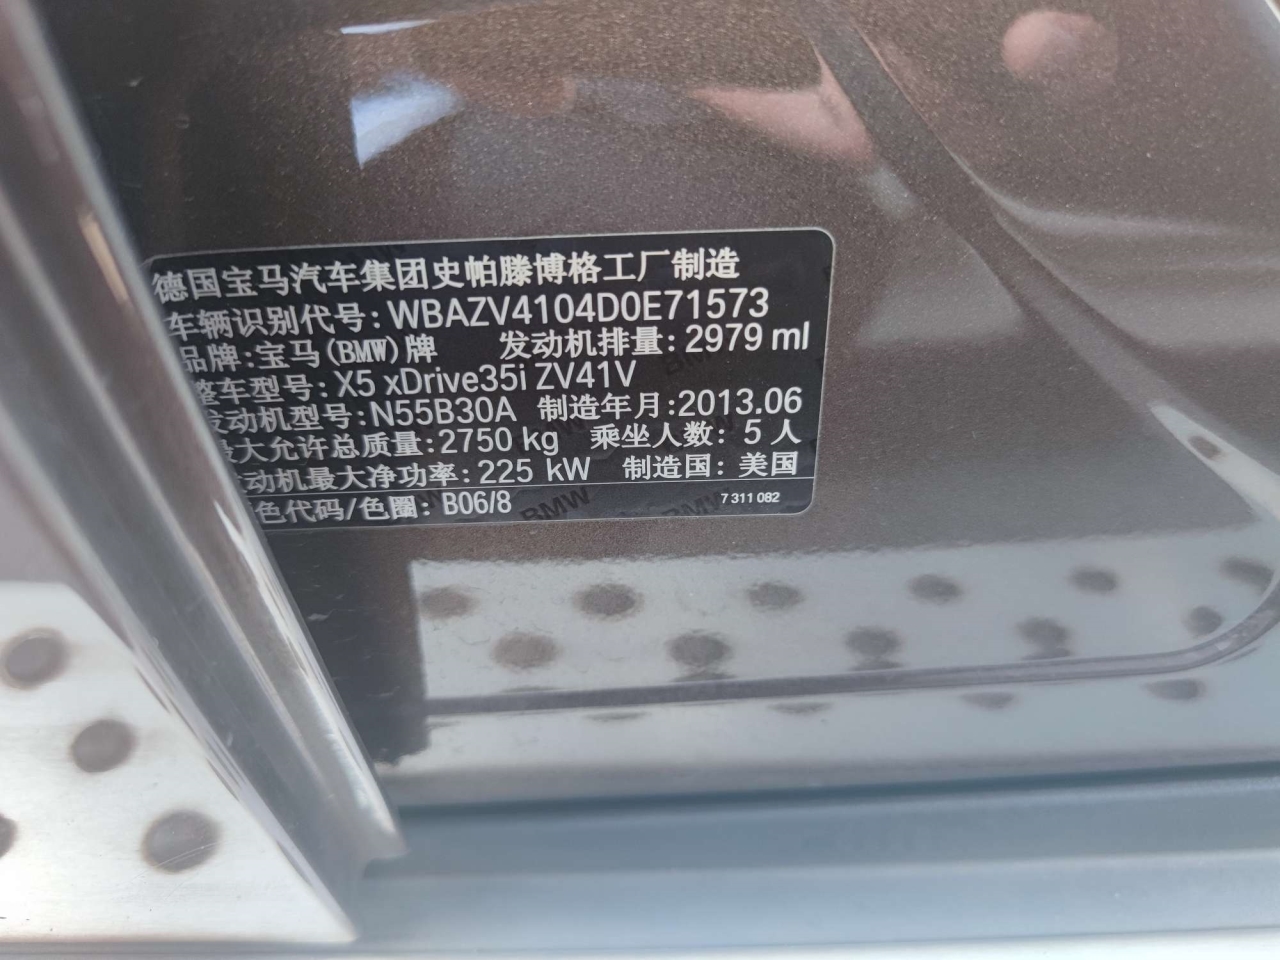 德国宝马汽车集团史帕滕博格工厂制造
车辆识别代号: WBAZV4104D0E71573
品牌: 宝马(BMW)牌 发动机排量: 2979 ml
整车型号: X5 xDrive35i ZV41V
发动机型号: N55B30A 制造年月: 2013.06
最大允许总质量: 2750 kg 乘坐人数: 5 人
发动机最大净功率: 225 kW 制造国: 美国
色代码/色圈: B06/8 7 311 082